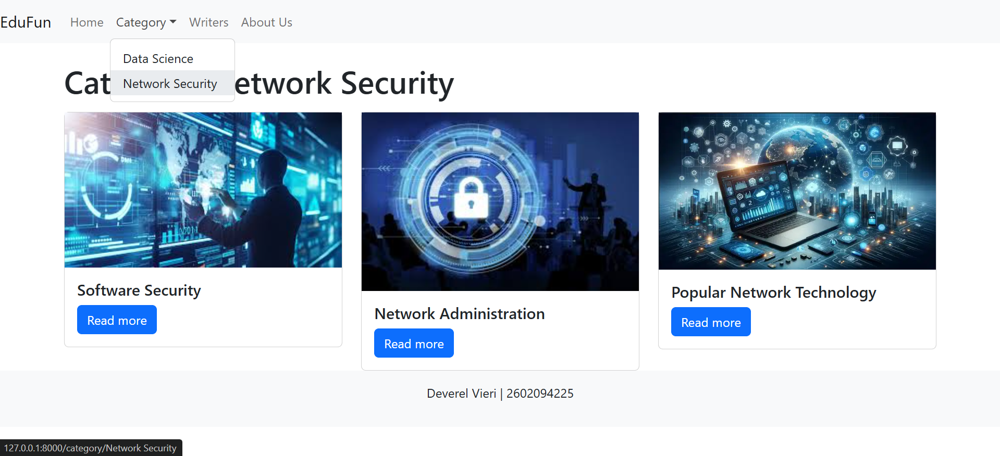 EduFun Home Category Writers About Us
Data Science
Network Security
Cat etwork Security
Software Security
Read more
Network Administration
Read more
Popular Network Technology
Read more
Deverel Vieri | 2602094225
127.0.0.1:8000/category/Network Security